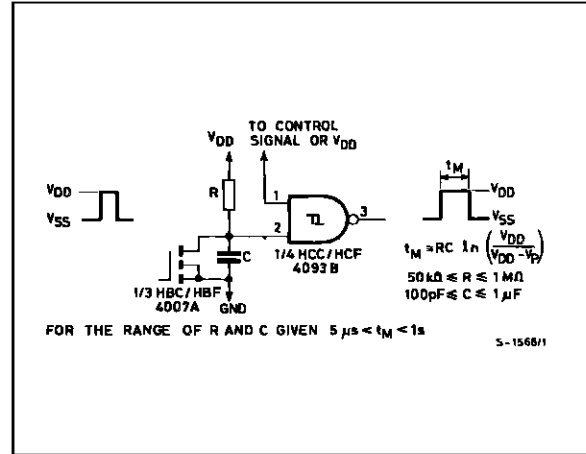 TO CONTROL
SIGNAL OR VDD
VDD
tM
VDD
VSS
R
1
2
3
VDD
VSS
C
1/4 HCC/HCF
4093B
1/3 HBC/HBF
4007A
GND
tM = RC ln (VDD / VDD-VP)
50kΩ ≤ R ≤ 1MΩ
100pF ≤ C ≤ 1µF
FOR THE RANGE OF R AND C GIVEN 5 µs < tM < 1s
S-1566/1